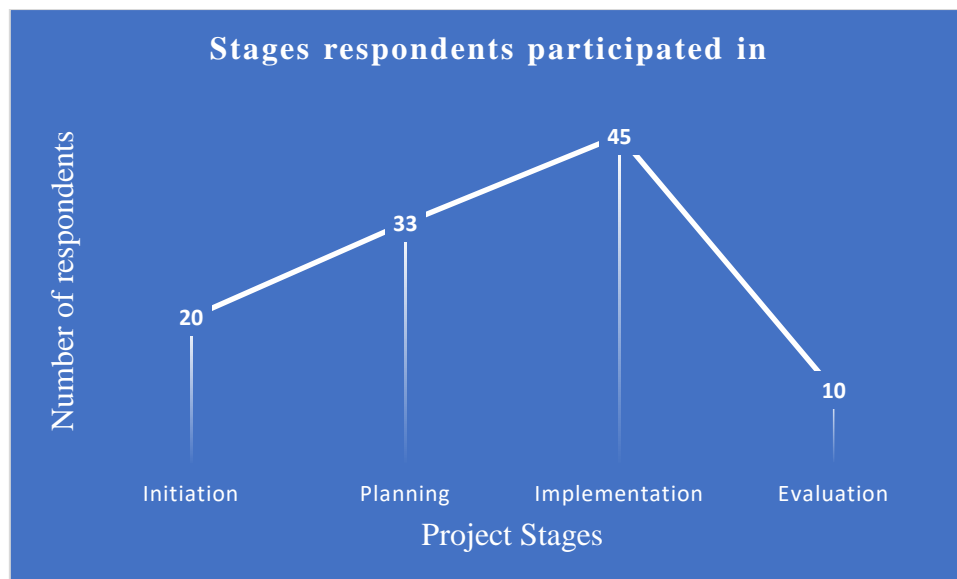 Stages respondents participated in
Number of respondents
45
33
20
10
Initiation Planning Implementation Evaluation
Project Stages